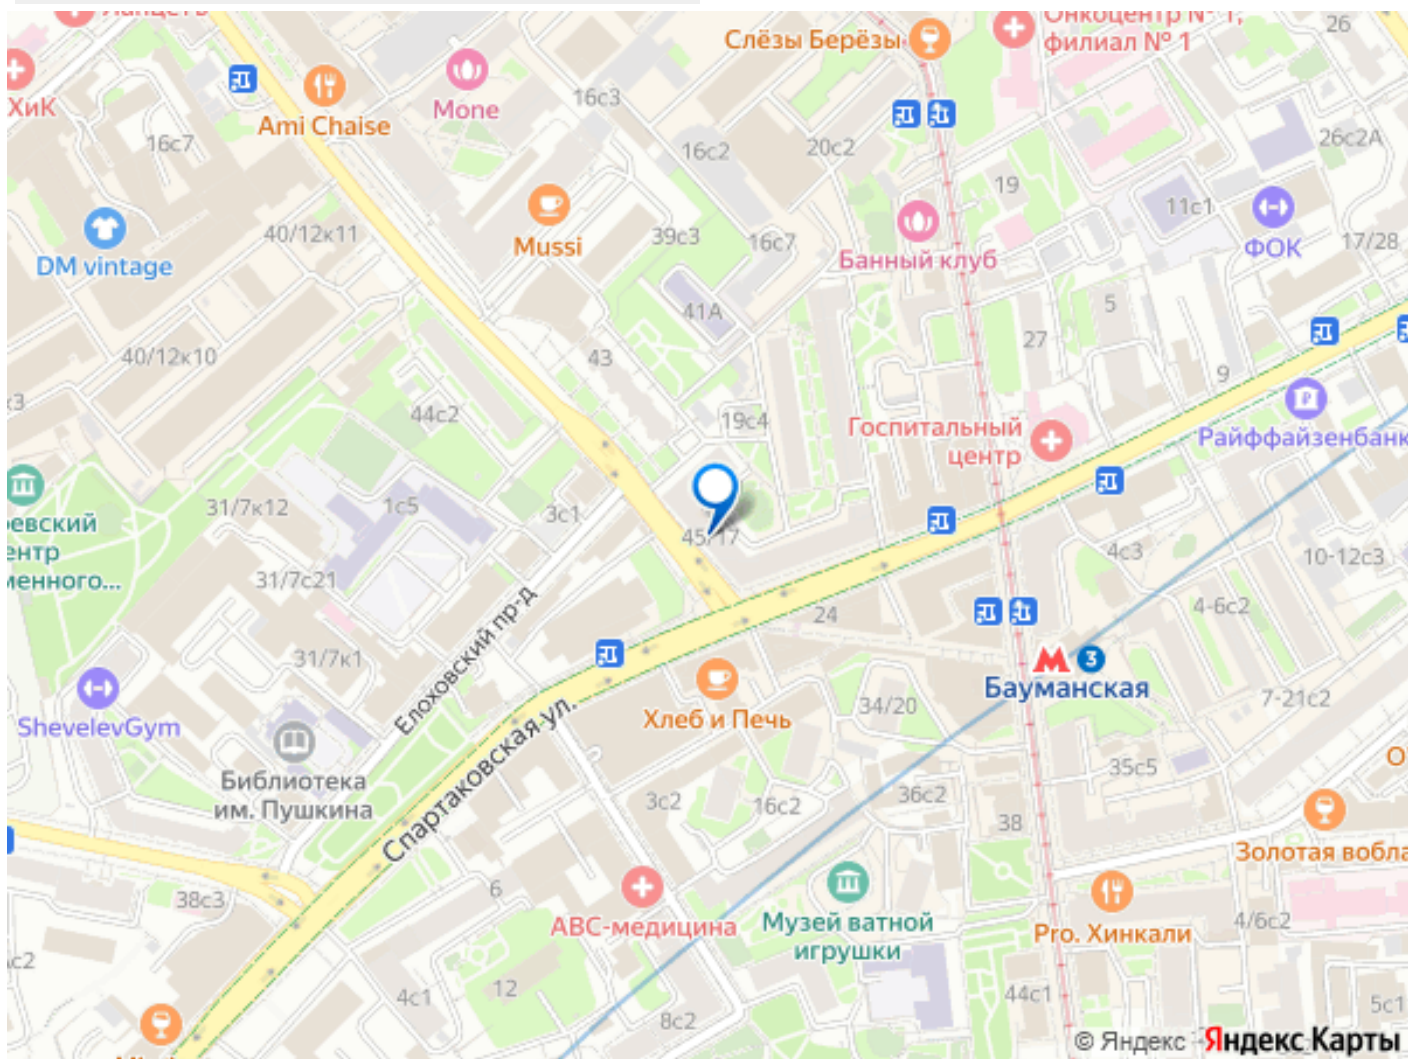 Онкоцентр № 1,
филиал № 1
26
Слёзы Берёзы
ХиК
Ami Chaise
Mone
16с3
16с7
16с2
20с2
26с2А
19
11с1
DM vintage
40/12к11
Mussi
39с3
16с7
Банный клуб
ФОК
17/28
41А
5
27
40/12к10
43
9
44с2
19с4
Госпитальный
центр
Райффайзенбанк
31/7к12
1с5
3с1
45/17
4с3
10-12с3
31/7с21
24
4-6с2
Елоховский пр-д
31/7к1
3
Бауманская
7-21с2
ShevelevGym
Хлеб и Печь
34/20
Спартаковская ул.
Библиотека
им. Пушкина
3с2
16с2
36с2
38
35с5
Золотая вобла
38с3
6
АВС-медицина
Музей ватной
игрушки
Pro. Хинкали
4/6с2
4с1
12
8с2
44с1
5с1
© Яндекс Яндекс Карты